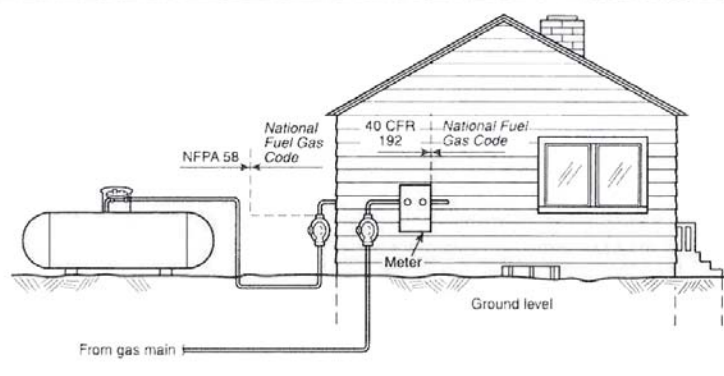 National
Fuel Gas
Code
NFPA 58
40 CFR
192
National Fuel
Gas Code
Meter
Ground level
From gas main